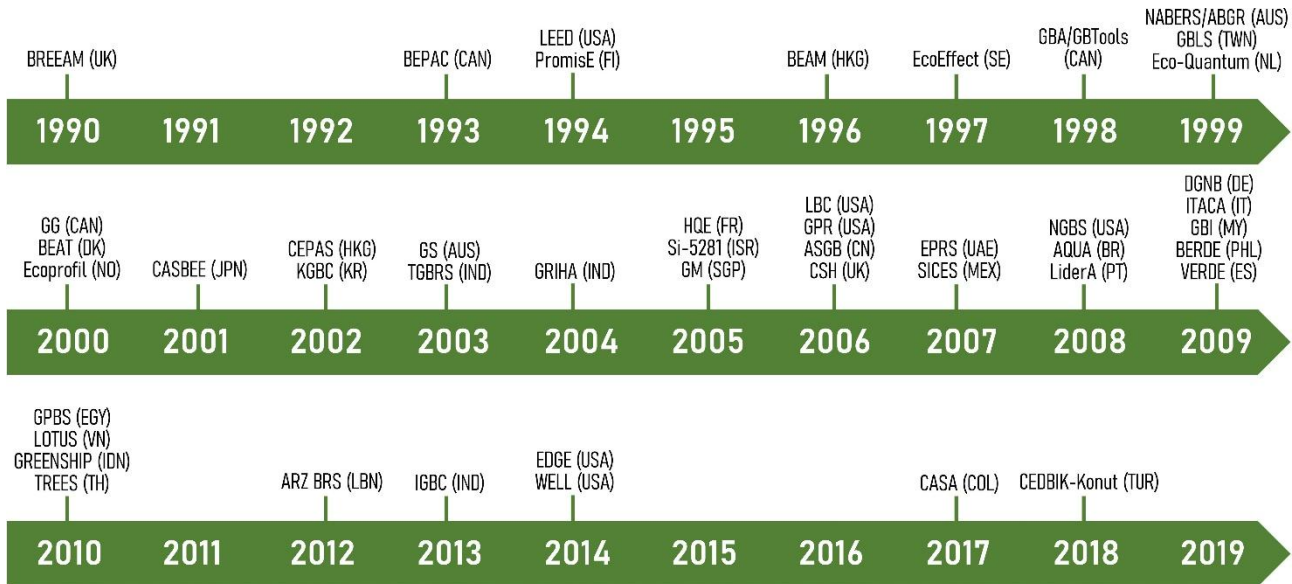 BREEAM (UK)
BEPAC (CAN)
LEED (USA)
PromisE (FI)
BEAM (HKG)
EcoEffect (SE)
GBA/GBTools
(CAN)
NABERS/ABGR (AUS)
GBLS (TWN)
Eco-Quantum (NL)
1990 1991 1992 1993 1994 1995 1996 1997 1998 1999
GG (CAN)
BEAT (DK)
Ecoprofil (NO)
CASBEE (JPN)
CEPAS (HKG)
KGBC (KR)
GS (AUS)
TGBRS (IND)
GRIHA (IND)
HQE (FR)
Si-5281 (ISR)
GM (SGP)
LBC (USA)
GPR (USA)
ASGB (CN)
CSH (UK)
EPRS (UAE)
SICES (MEX)
NGBS (USA)
AQUA (BR)
LiderA (PT)
DGNB (DE)
ITACA (IT)
GBI (MY)
BERDE (PHL)
VERDE (ES)
2000 2001 2002 2003 2004 2005 2006 2007 2008 2009
GPBS (EGY)
LOTUS (VN)
GREENSHIP (IDN)
TREES (TH)
ARZ BRS (LBN)
IGBC (IND)
EDGE (USA)
WELL (USA)
CASA (COL)
CEDBIK-Konut (TUR)
2010 2011 2012 2013 2014 2015 2016 2017 2018 2019